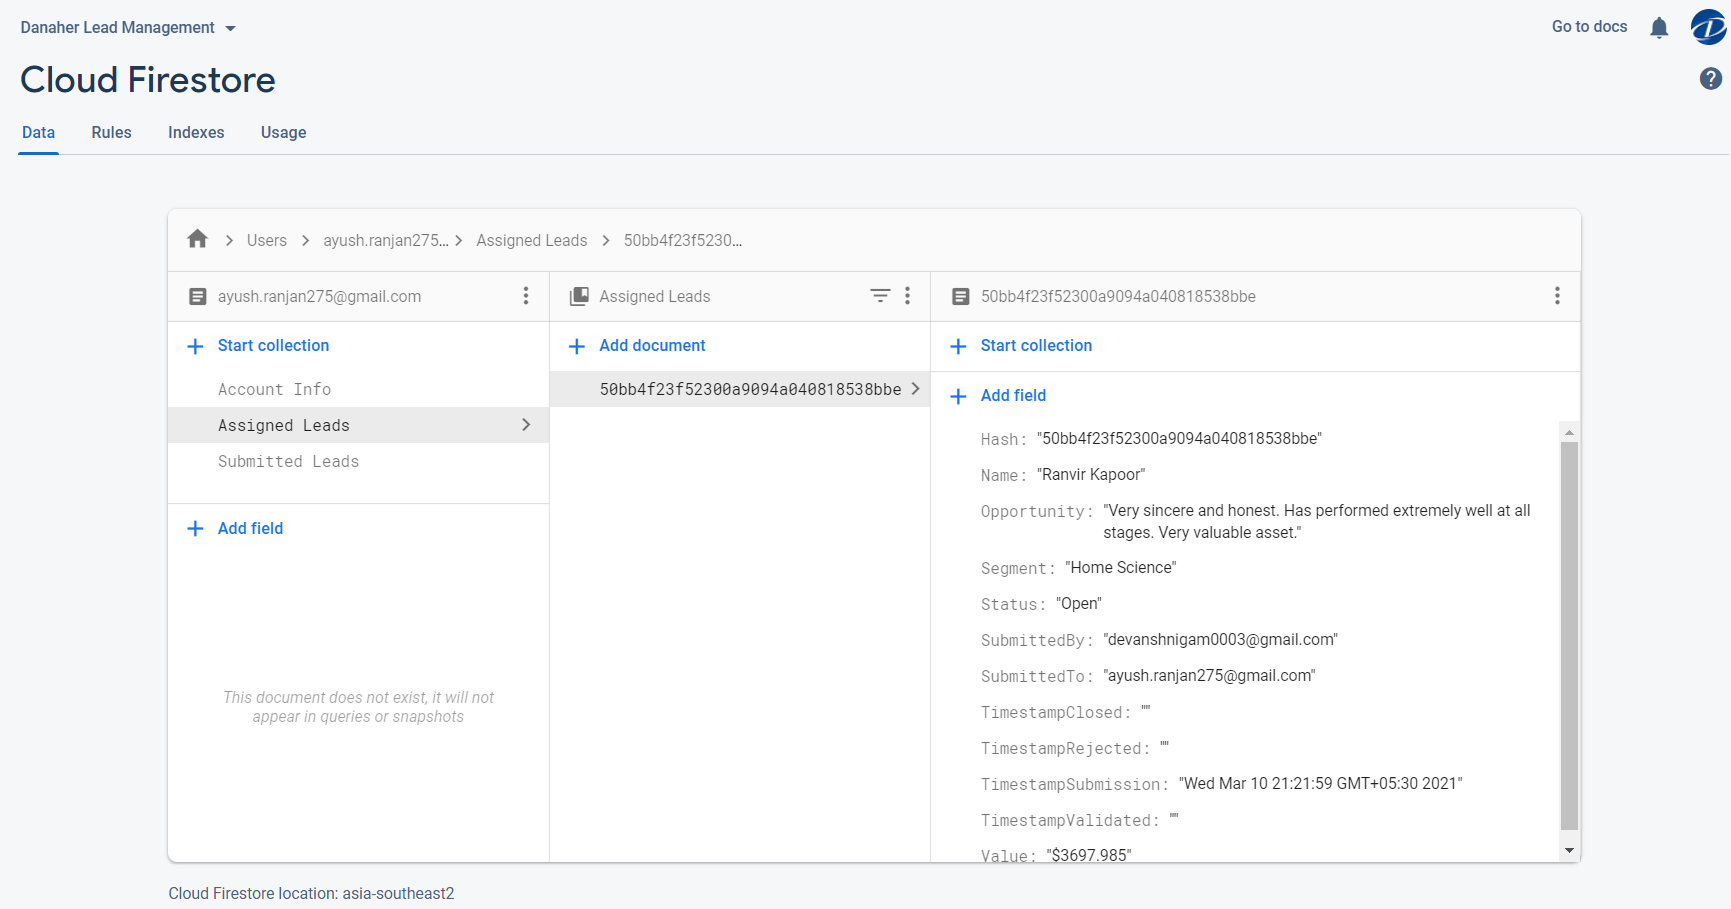 Danaher Lead Management
Go to docs
Cloud Firestore
Data Rules Indexes Usage
Users ayush.ranjan275... Assigned Leads 50bb4f23f5230...
ayush.ranjan275@gmail.com
Start collection
Account Info
Assigned Leads
Submitted Leads
Add field
This document does not exist, it will not
appear in queries or snapshots
Assigned Leads
Add document
50bb4f23f52300a9094a040818538bbe
50bb4f23f52300a9094a040818538bbe
Start collection
Add field
Hash: "50bb4f23f52300a9094a040818538bbe"
Name: "Ranvir Kapoor"
Opportunity: "Very sincere and honest. Has performed extremely well at all
stages. Very valuable asset."
Segment: "Home Science"
Status: "Open"
SubmittedBy: "devanshnigam0003@gmail.com"
SubmittedTo: "ayush.ranjan275@gmail.com"
TimestampClosed: ""
TimestampRejected: ""
TimestampSubmission: "Wed Mar 10 21:21:59 GMT+05:30 2021"
TimestampValidated: ""
Value: "$3697.985"
Cloud Firestore location: asia-southeast2